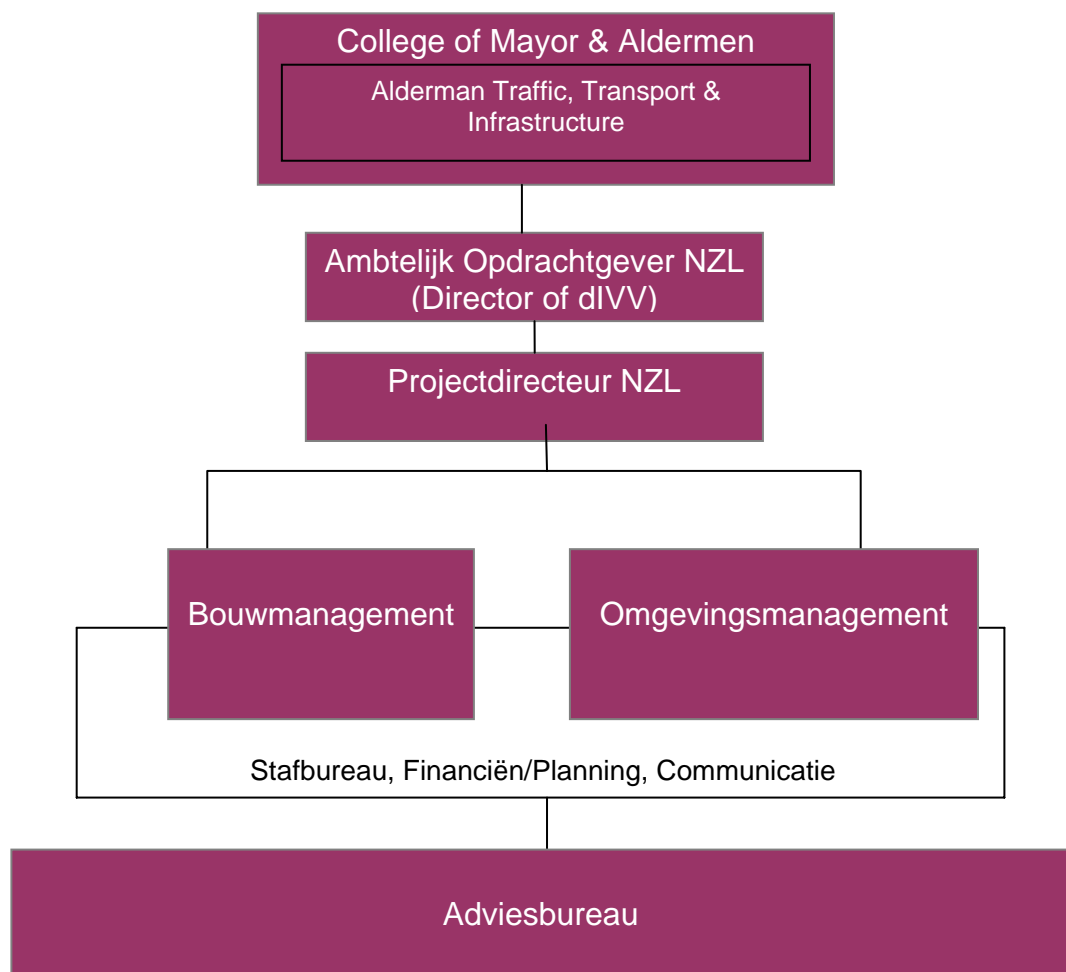 College of Mayor & Aldermen
Alderman Traffic, Transport &
Infrastructure
Ambtelijk Opdrachtgever NZL
(Director of dIVV)
Projectdirecteur NZL
Bouwmanagement
Omgevingsmanagement
Stafbureau, Financiën/Planning, Communicatie
Adviesbureau